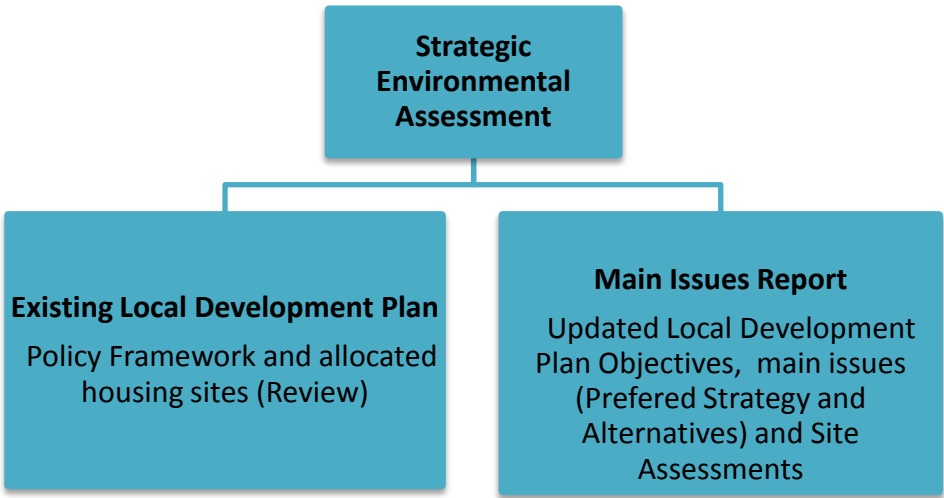 Strategic
Environmental
Assessment
Existing Local Development Plan
Policy Framework and allocated
housing sites (Review)
Main Issues Report
Updated Local Development
Plan Objectives, main issues
(Prefered Strategy and
Alternatives) and Site
Assessments